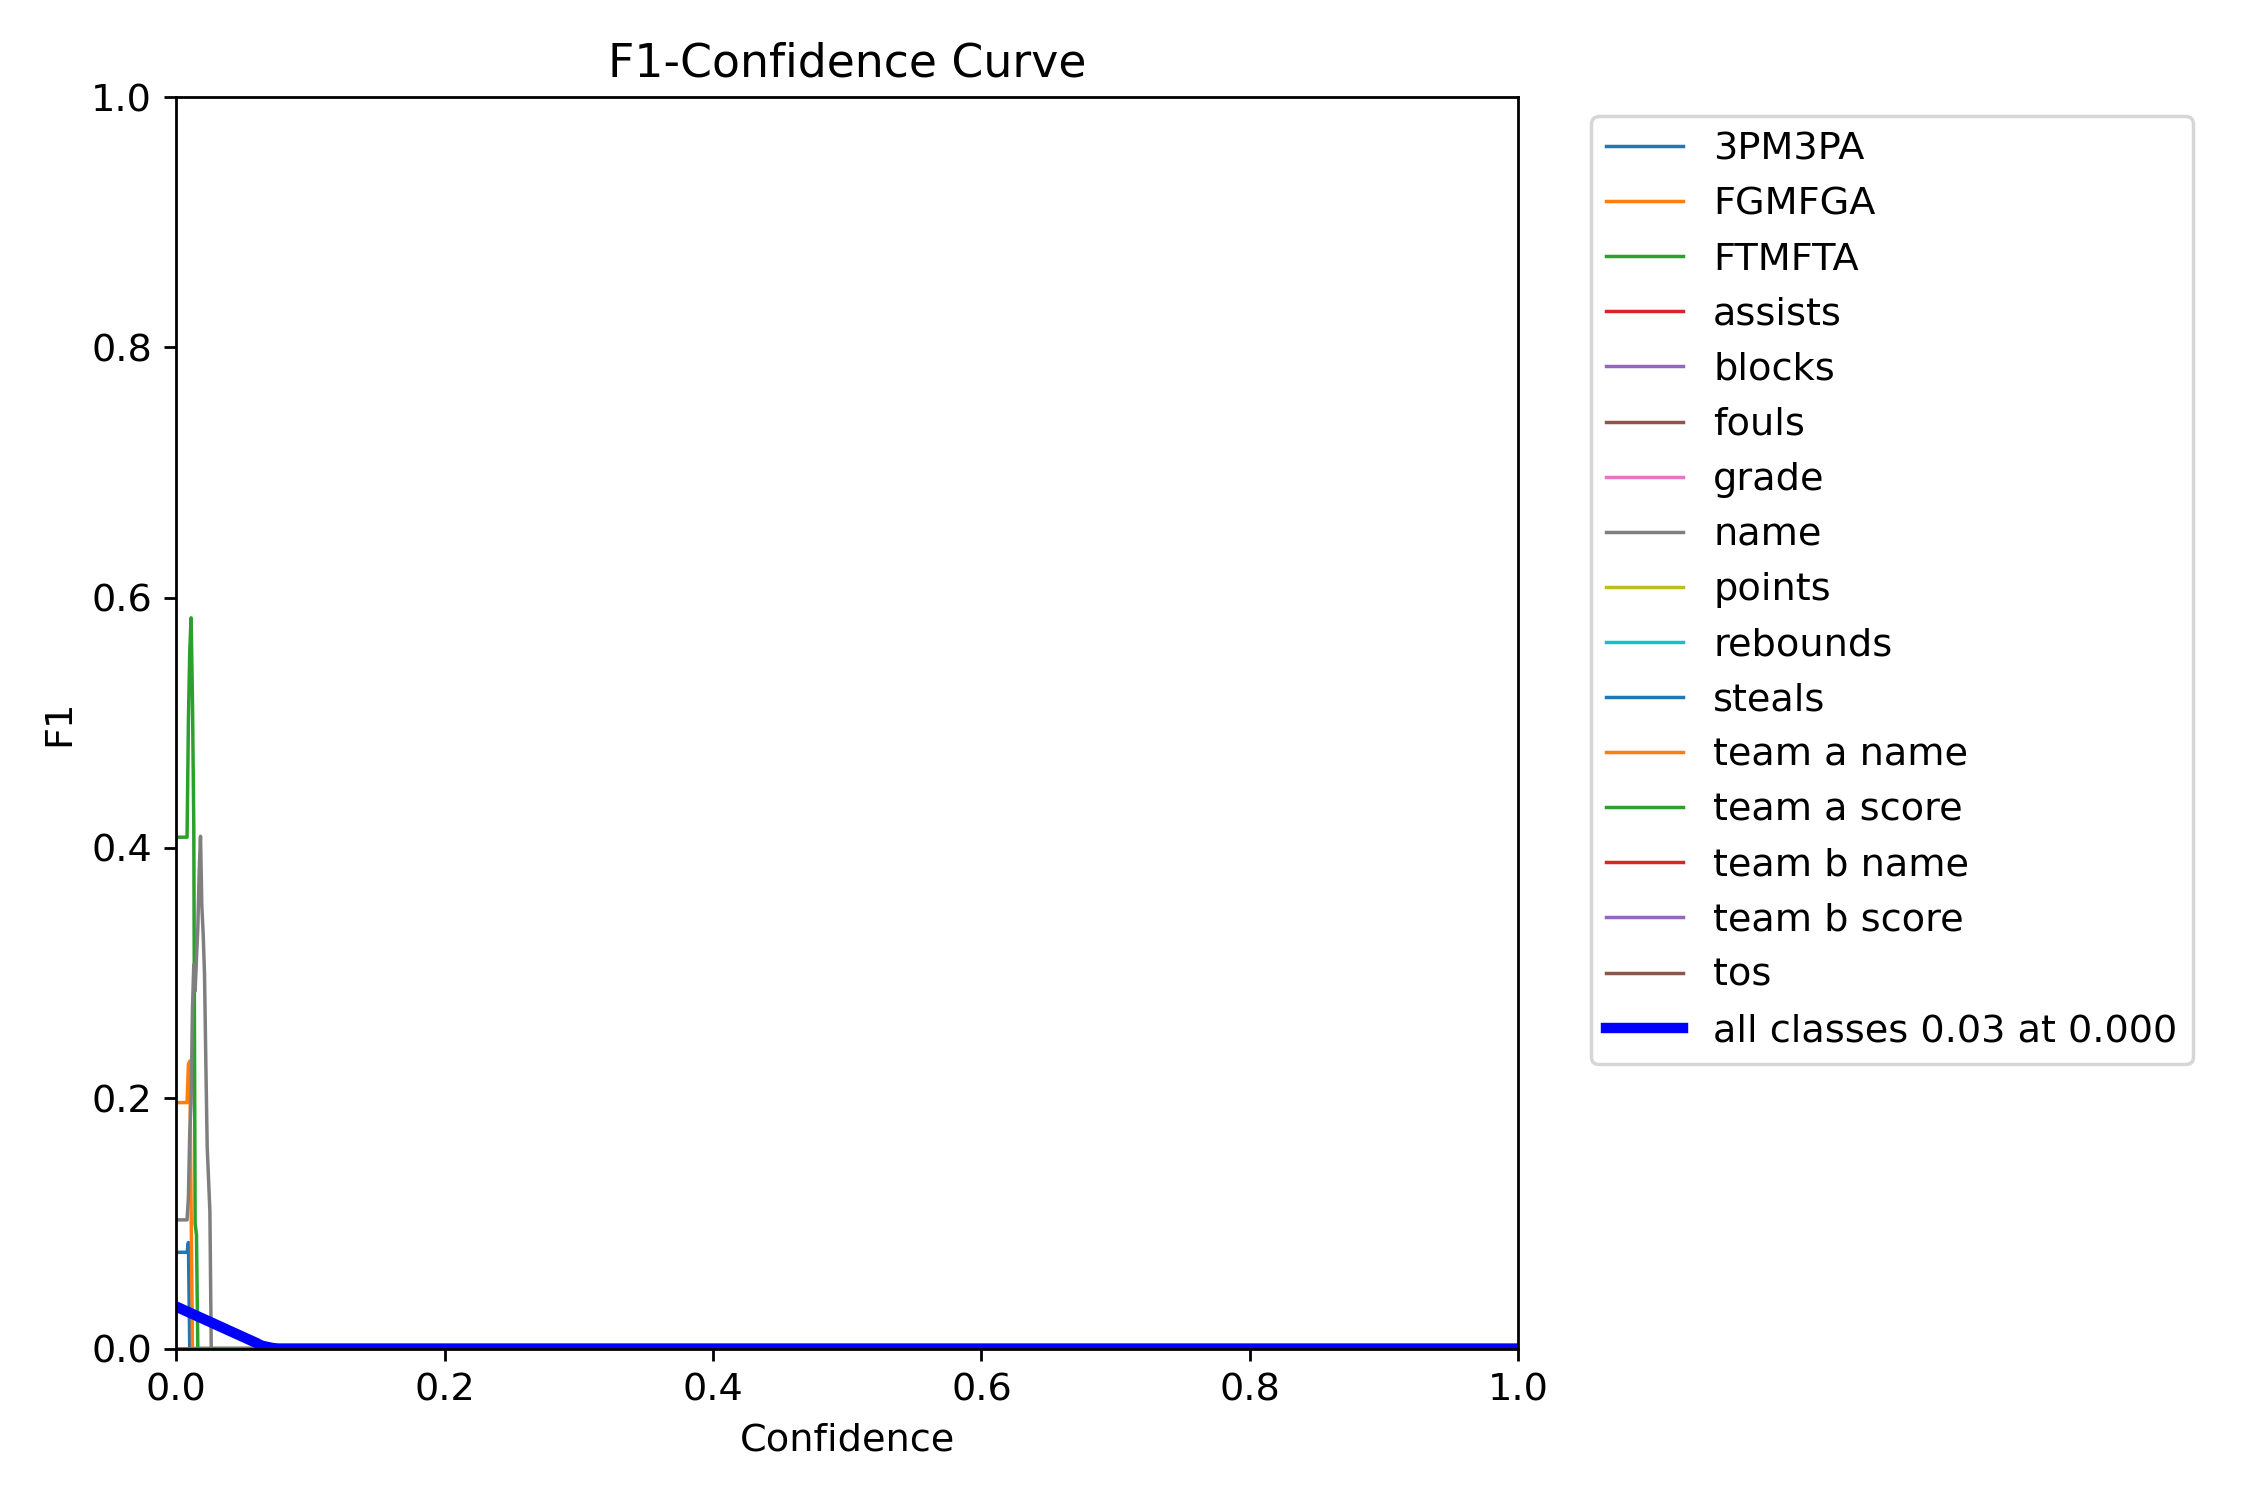 F1-Confidence Curve
1.0
0.8
0.6
0.4
0.2
0.0
F1
0.0 0.2 0.4 0.6 0.8 1.0
Confidence
3PM3PA
FGMFGA
FTMFTA
assists
blocks
fouls
grade
name
points
rebounds
steals
team a name
team a score
team b name
team b score
tos
all classes 0.03 at 0.000